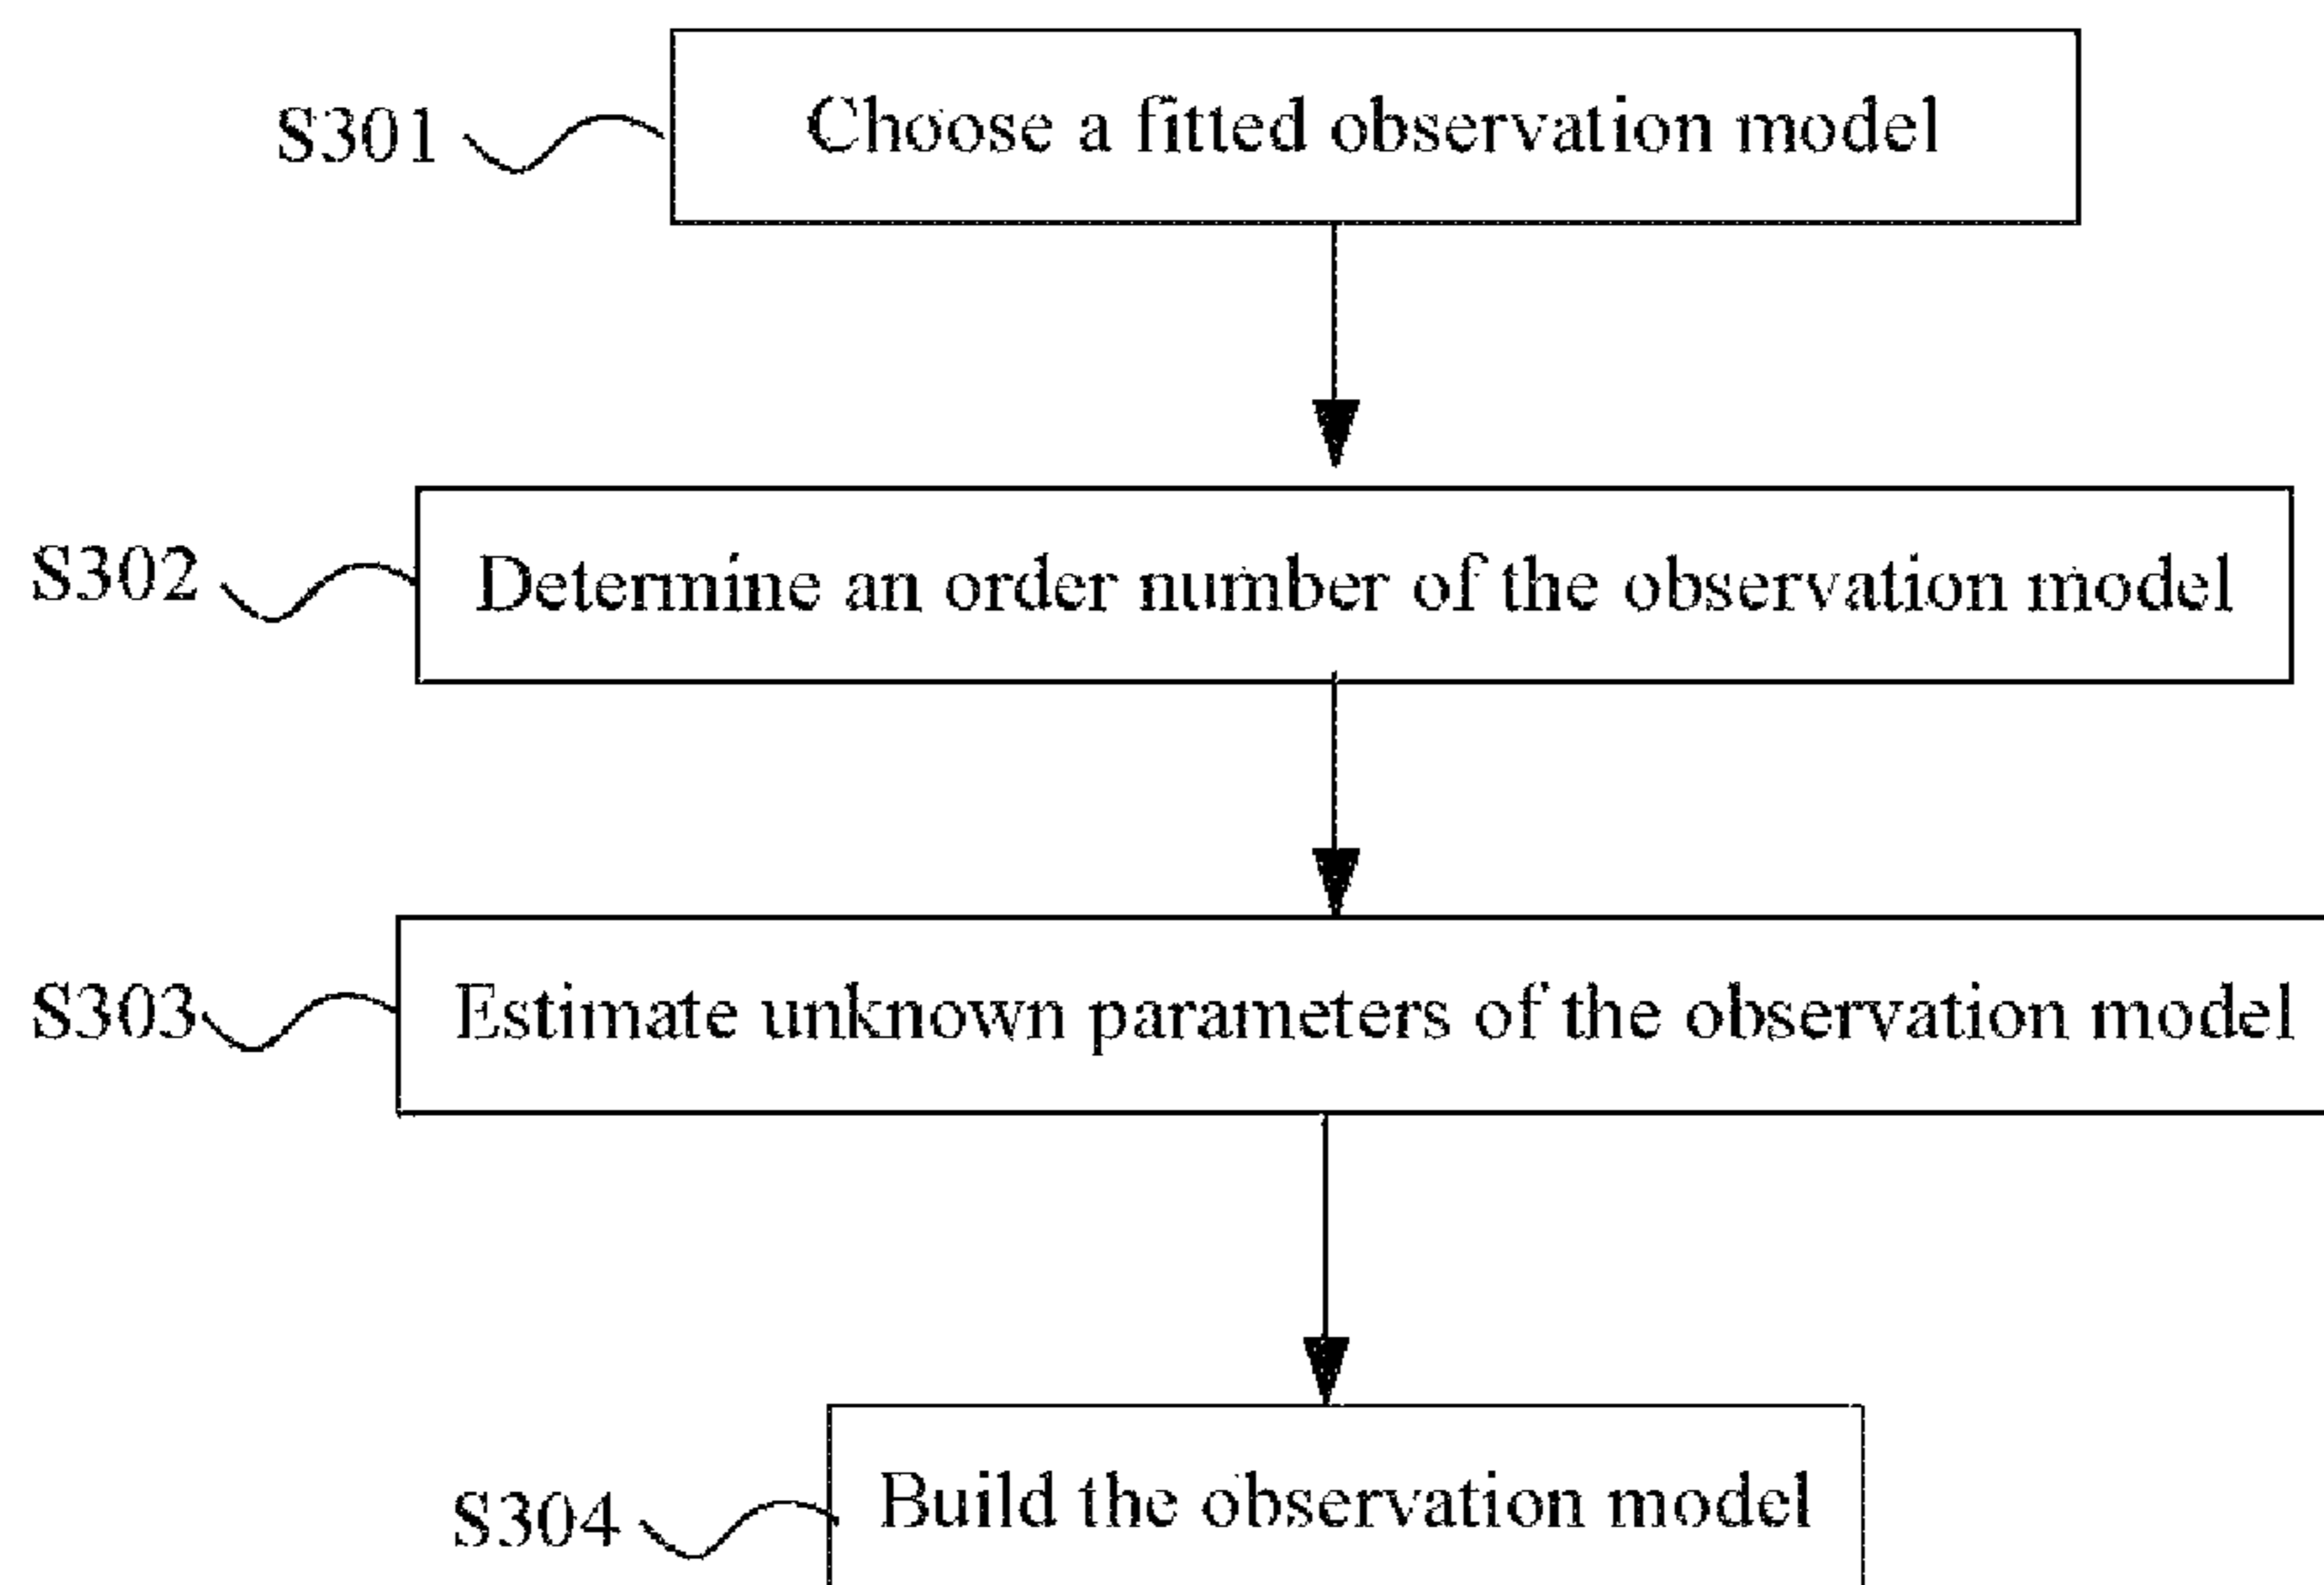 S301 Choose a fitted observation model
S302 Determine an order number of the observation model
S303 Estimate unknown parameters of the observation model
S304 Build the observation model